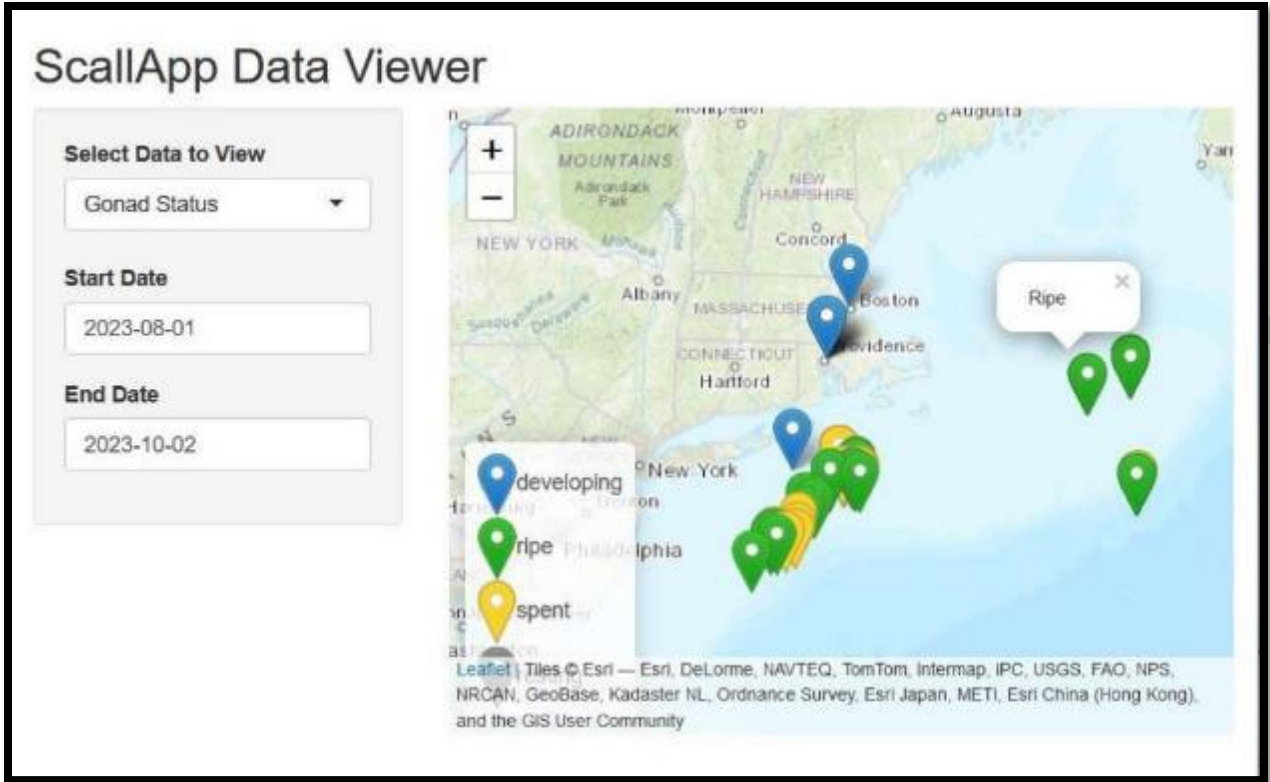 ScallApp Data Viewer
Select Data to View
Gonad Status
Start Date
2023-08-01
End Date
2023-10-02
+
−
Augusta
ADIRONDACK
MOUNTAINS
Adirondack
Park
NEW
HAMPSHIRE
Connecticut
Concord
NEW YORK
Mohawk
Albany
Boston
Ripe
×
Delaware
CONNECTICUT
Hartford
New York
developing
ripe
spent
Leaflet | Tiles © Esri — Esri, DeLorme, NAVTEQ, TomTom, Intermap, IPC, USGS, FAO, NPS,
NRCAN, GeoBase, Kadaster NL, Ordnance Survey, Esri Japan, METI, Esri China (Hong Kong),
and the GIS User Community